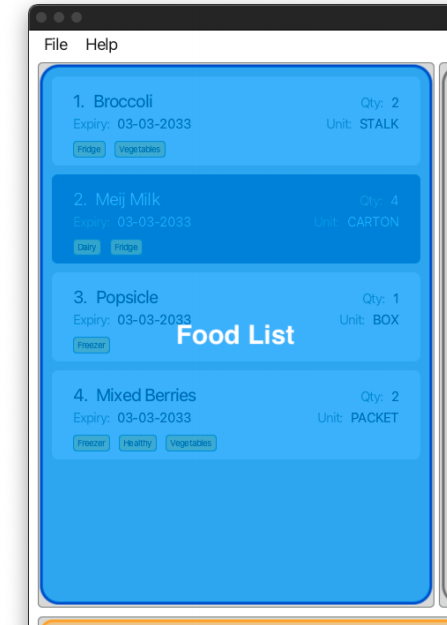 File Help
1. Broccoli Qty: 2
Expiry: 03-03-2033 Unit: STALK
Fridge Vegetables
2. Meij Milk Qty: 4
Expiry: 03-03-2033 Unit: CARTON
Dairy Fridge
3. Popsicle Qty: 1
Expiry: 03-03-2033 Unit: BOX
Food List
Freezer
4. Mixed Berries Qty: 2
Expiry: 03-03-2033 Unit: PACKET
Freezer Healthy Vegetables